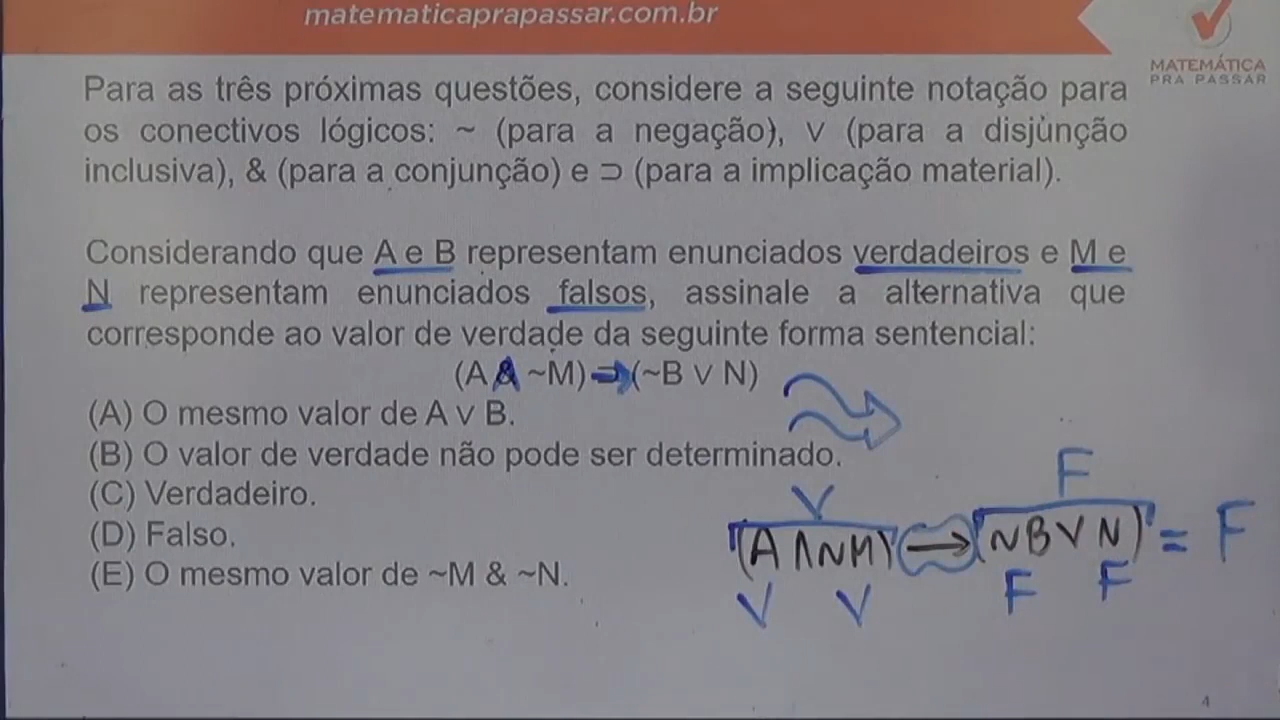 matematicaprapassar.com.br
MATEMÁTICA
PRA PASSAR
Para as três próximas questões, considere a seguinte notação para
os conectivos lógicos: ~ (para a negação), ∨ (para a disjunção
inclusiva), & (para a conjunção) e ⊃ (para a implicação material).
Considerando que A e B representam enunciados verdadeiros e M e
N representam enunciados falsos, assinale a alternativa que
corresponde ao valor de verdade da seguinte forma sentencial:
(A & ~M) ⊃ (~B ∨ N)
(A) O mesmo valor de A ∨ B.
(B) O valor de verdade não pode ser determinado.
(C) Verdadeiro.
(D) Falso.
(E) O mesmo valor de ~M & ~N.
V F
(A ∧ ~M) → (~B ∨ N) = F
V V F F
4